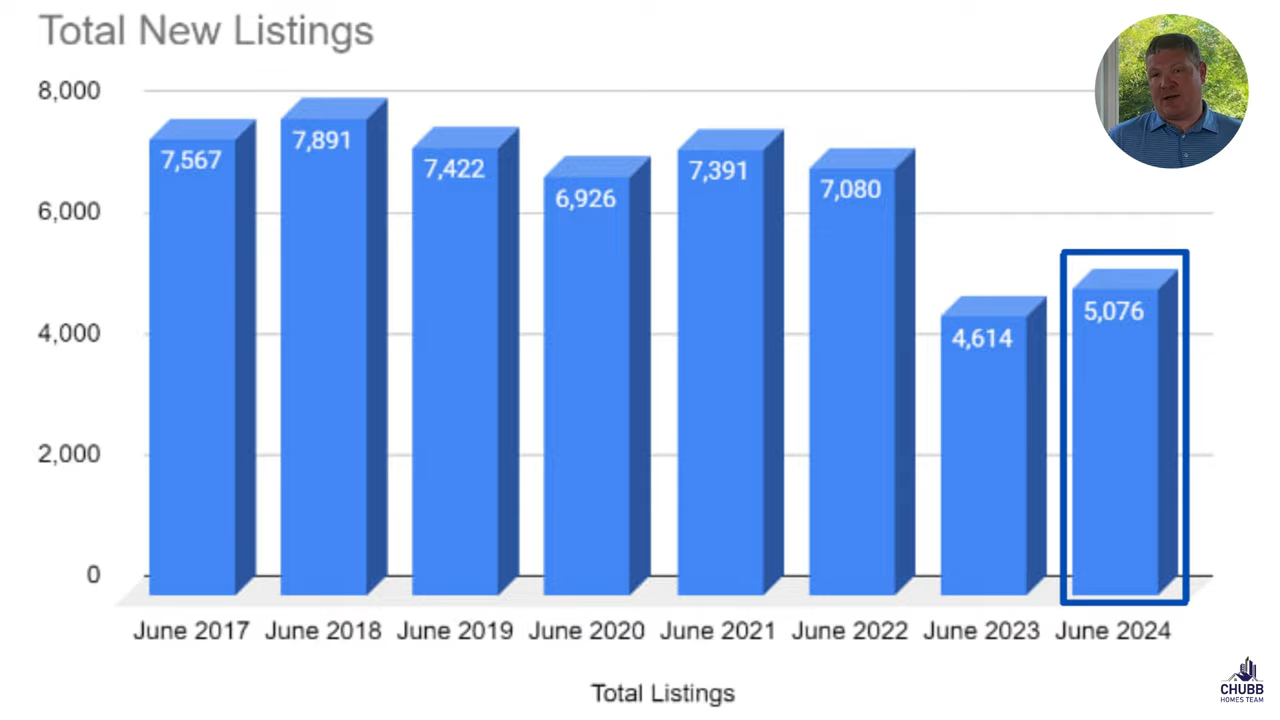 Total New Listings
8,000
6,000
4,000
2,000
0
7,567
7,891
7,422
6,926
7,391
7,080
4,614
5,076
June 2017 June 2018 June 2019 June 2020 June 2021 June 2022 June 2023 June 2024
Total Listings
CHUBB
HOMES TEAM